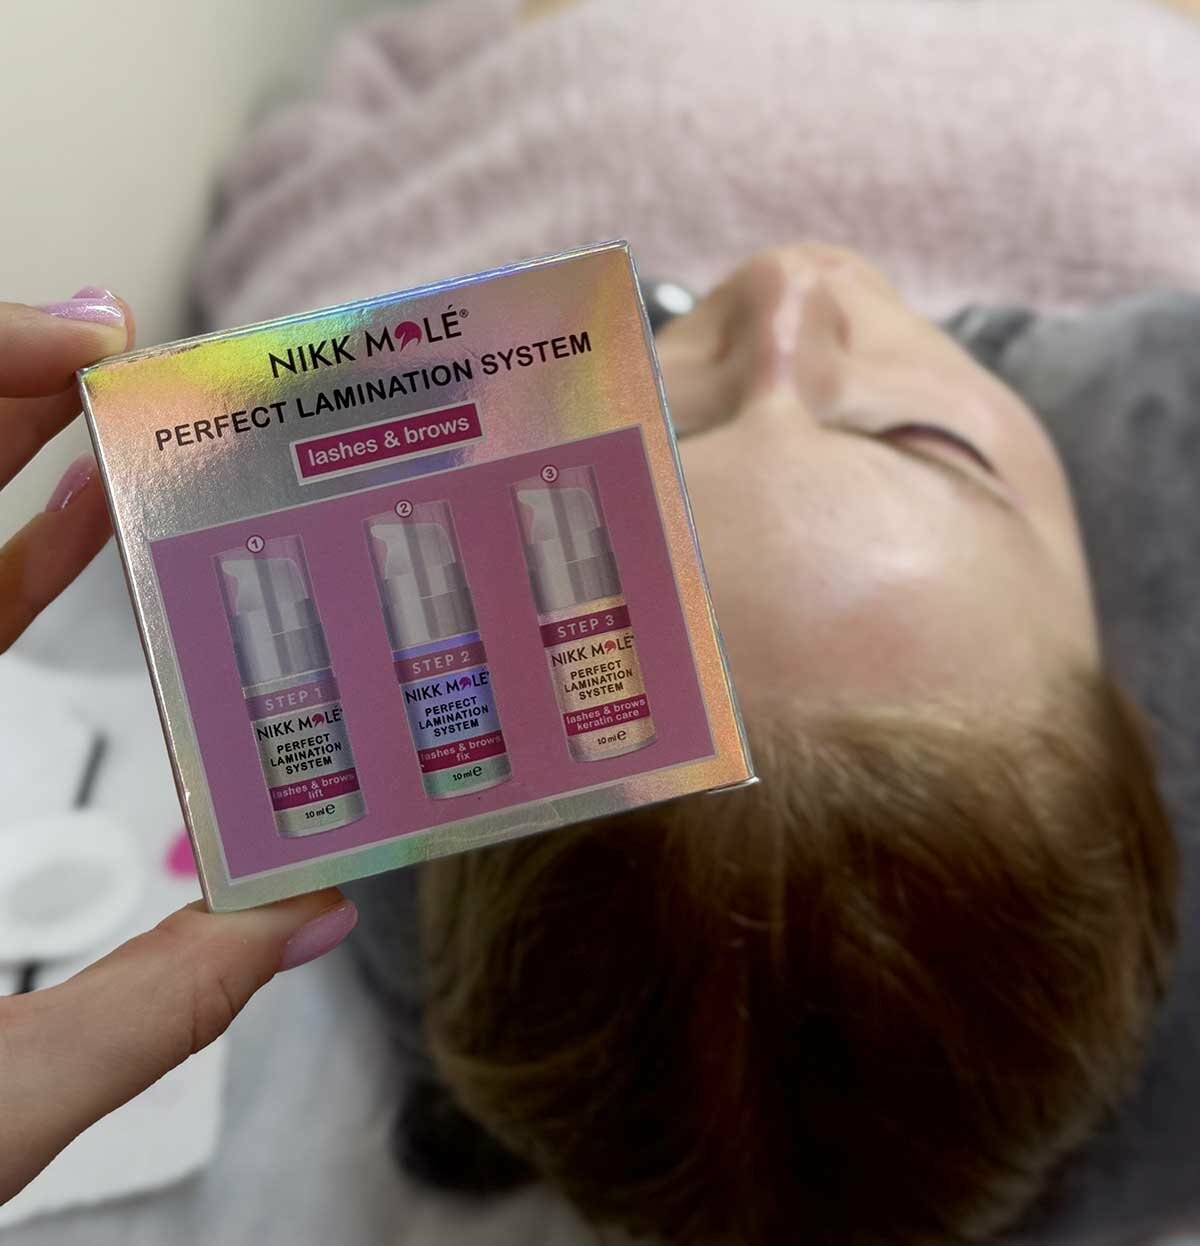 NIKK MOLÉ®
PERFECT LAMINATION SYSTEM
lashes & brows
1
STEP 1
NIKK MOLÉ
PERFECT
LAMINATION
SYSTEM
lashes & brows
lift
10 ml e
2
STEP 2
NIKK MOLÉ
PERFECT
LAMINATION
SYSTEM
lashes & brows
fix
10 ml e
3
STEP 3
NIKK MOLÉ
PERFECT
LAMINATION
SYSTEM
lashes & brows
keratin care
10 ml e